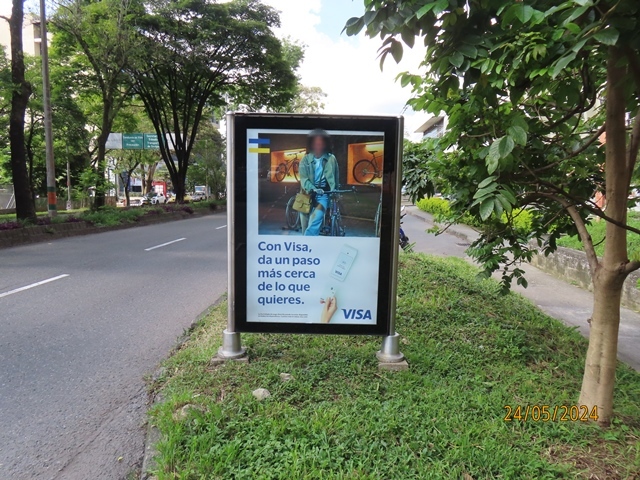 Con Visa,
da un paso
más cerca
de lo que
quieres.
VISA
24/05/2024